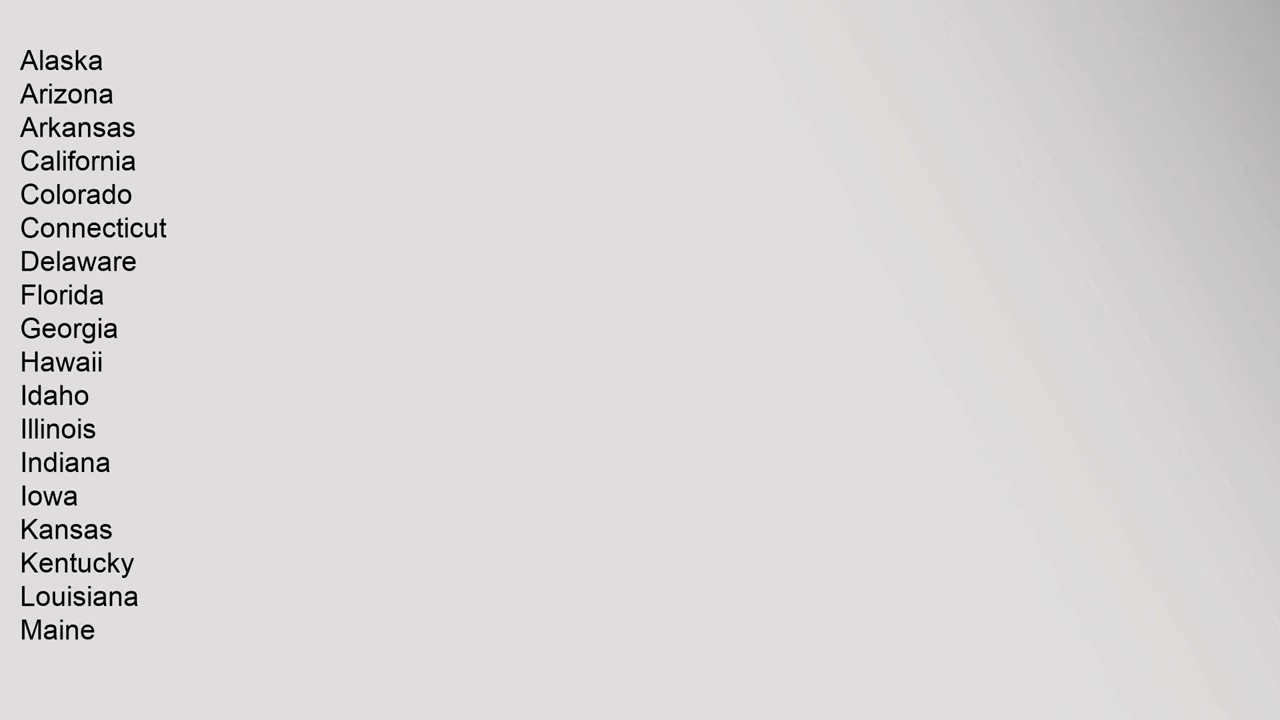 Alaska
Arizona
Arkansas
California
Colorado
Connecticut
Delaware
Florida
Georgia
Hawaii
Idaho
Illinois
Indiana
Iowa
Kansas
Kentucky
Louisiana
Maine